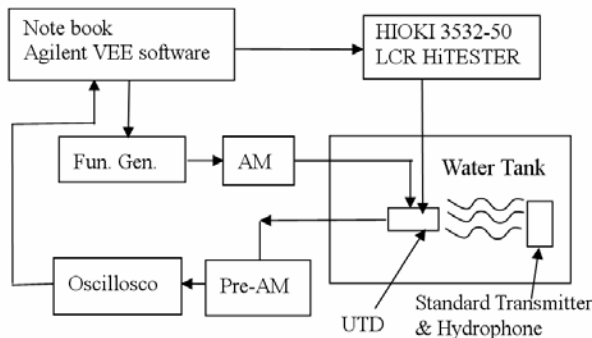 Note book
Agilent VEE software
HIOKI 3532-50
LCR HiTESTER
Fun. Gen.
AM
Water Tank
Oscillosco
Pre-AM
UTD
Standard Transmitter
& Hydrophone